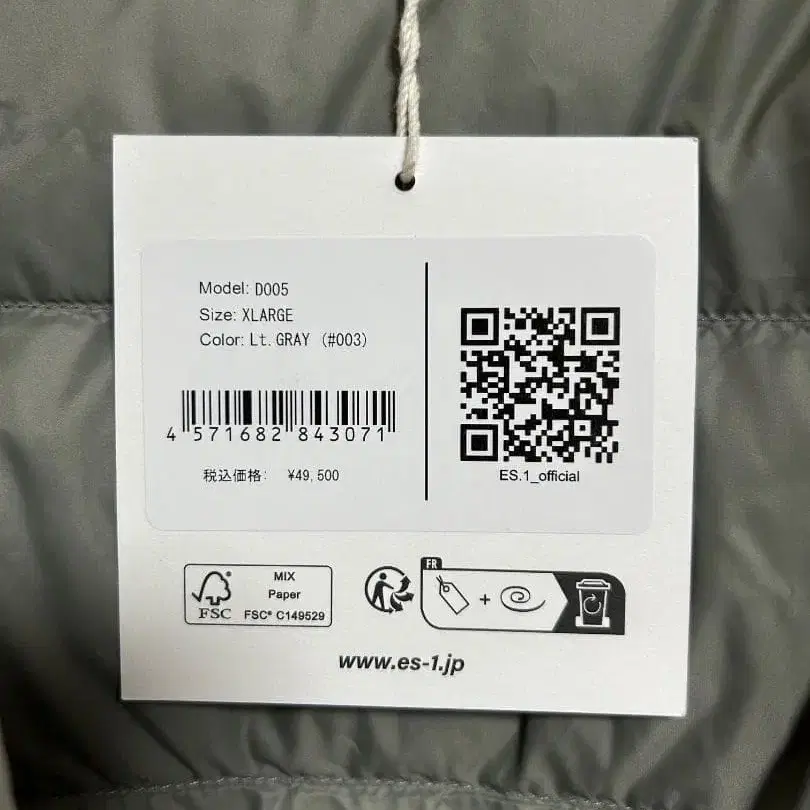 Model: D005
Size: XLARGE
Color: Lt.GRAY (#003)
4 571682 843071
税込価格: ¥49,500
ES.1_official
FSC
MIX
Paper
FSC® C149529
FR
+
www.es-1.jp